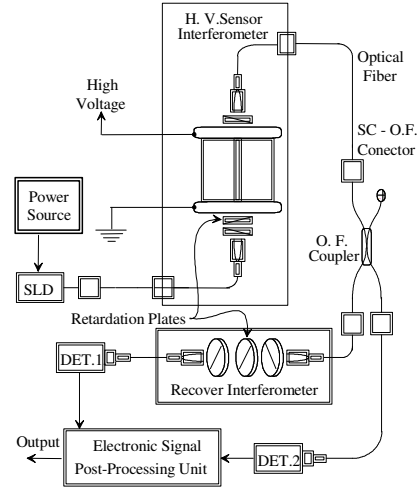 H. V.Sensor
Interferometer
High
Voltage
Optical
Fiber
SC - O.F.
Conector
Power
Source
O. F.
Coupler
SLD
Retardation Plates
DET.1
Recover Interferometer
Output
Electronic Signal
Post-Processing Unit
DET.2